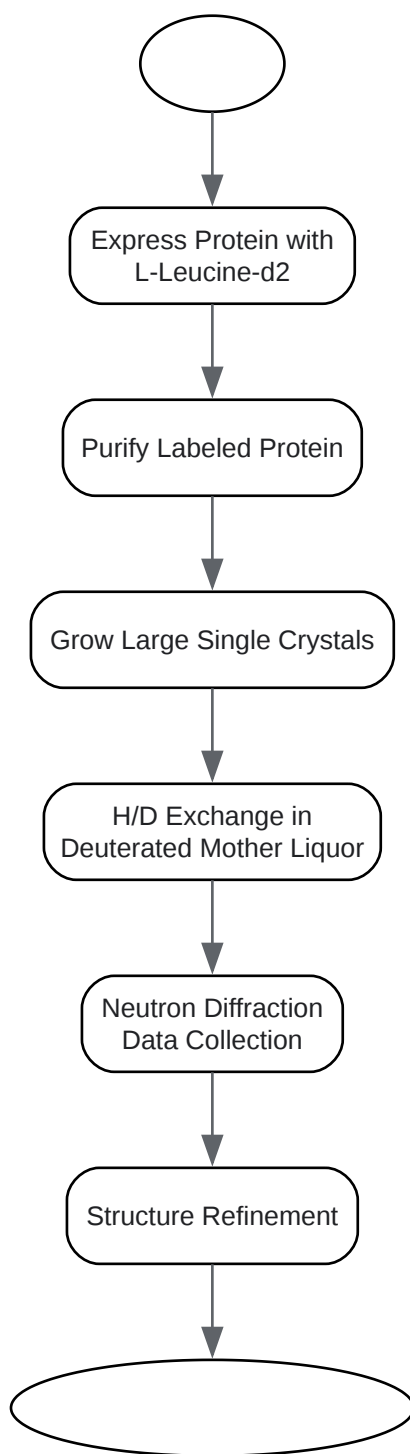 Express Protein with
L-Leucine-d2
Purify Labeled Protein
Grow Large Single Crystals
H/D Exchange in
Deuterated Mother Liquor
Neutron Diffraction
Data Collection
Structure Refinement